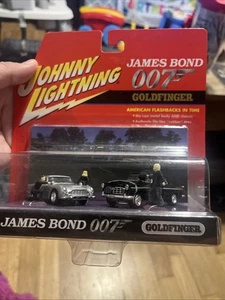 JOHNNY
LIGHTNING
JAMES BOND
007
GOLDFINGER
AMERICAN FLASHBACKS IN TIME
JAMES BOND 007
GOLDFINGER